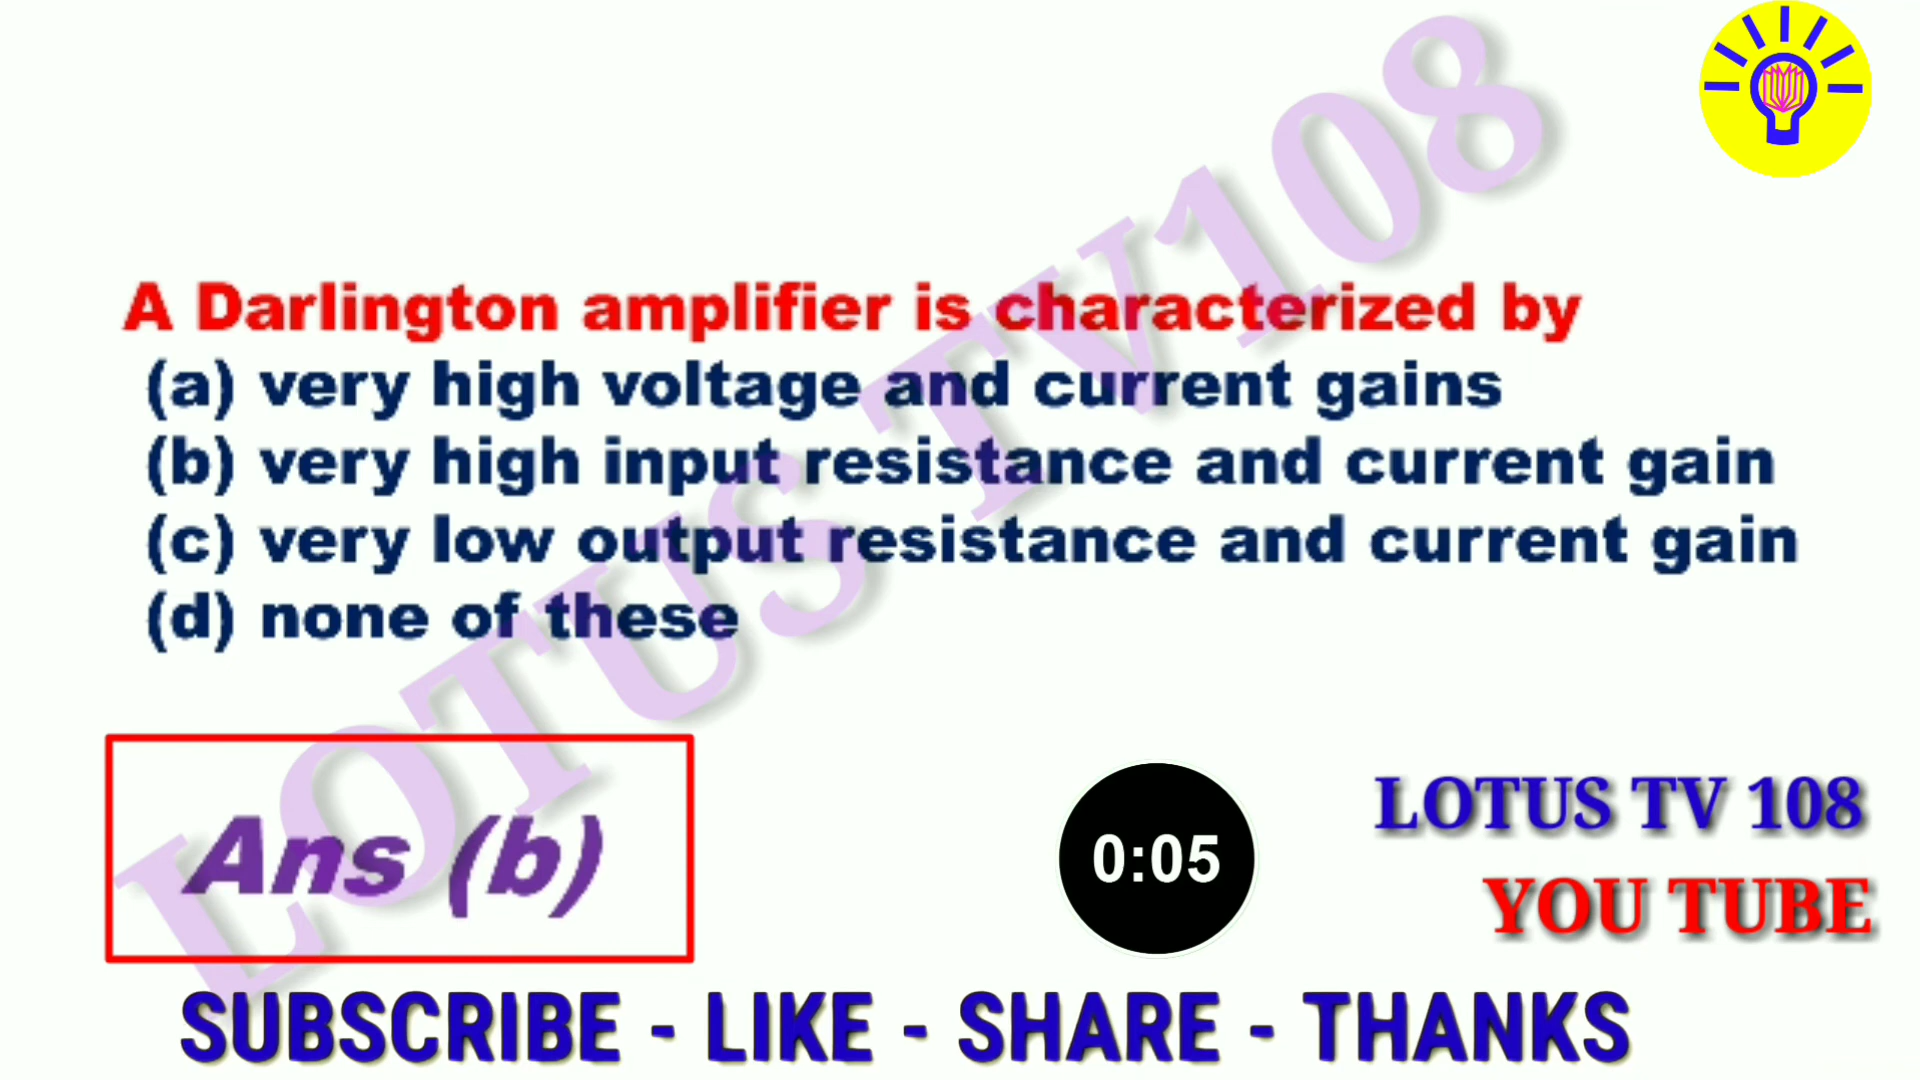 A Darlington amplifier is characterized by
(a) very high voltage and current gains
(b) very high input resistance and current gain
(c) very low output resistance and current gain
(d) none of these
LOTUS TV108
Ans (b)
0:05
LOTUS TV 108
YOU TUBE
SUBSCRIBE - LIKE - SHARE - THANKS